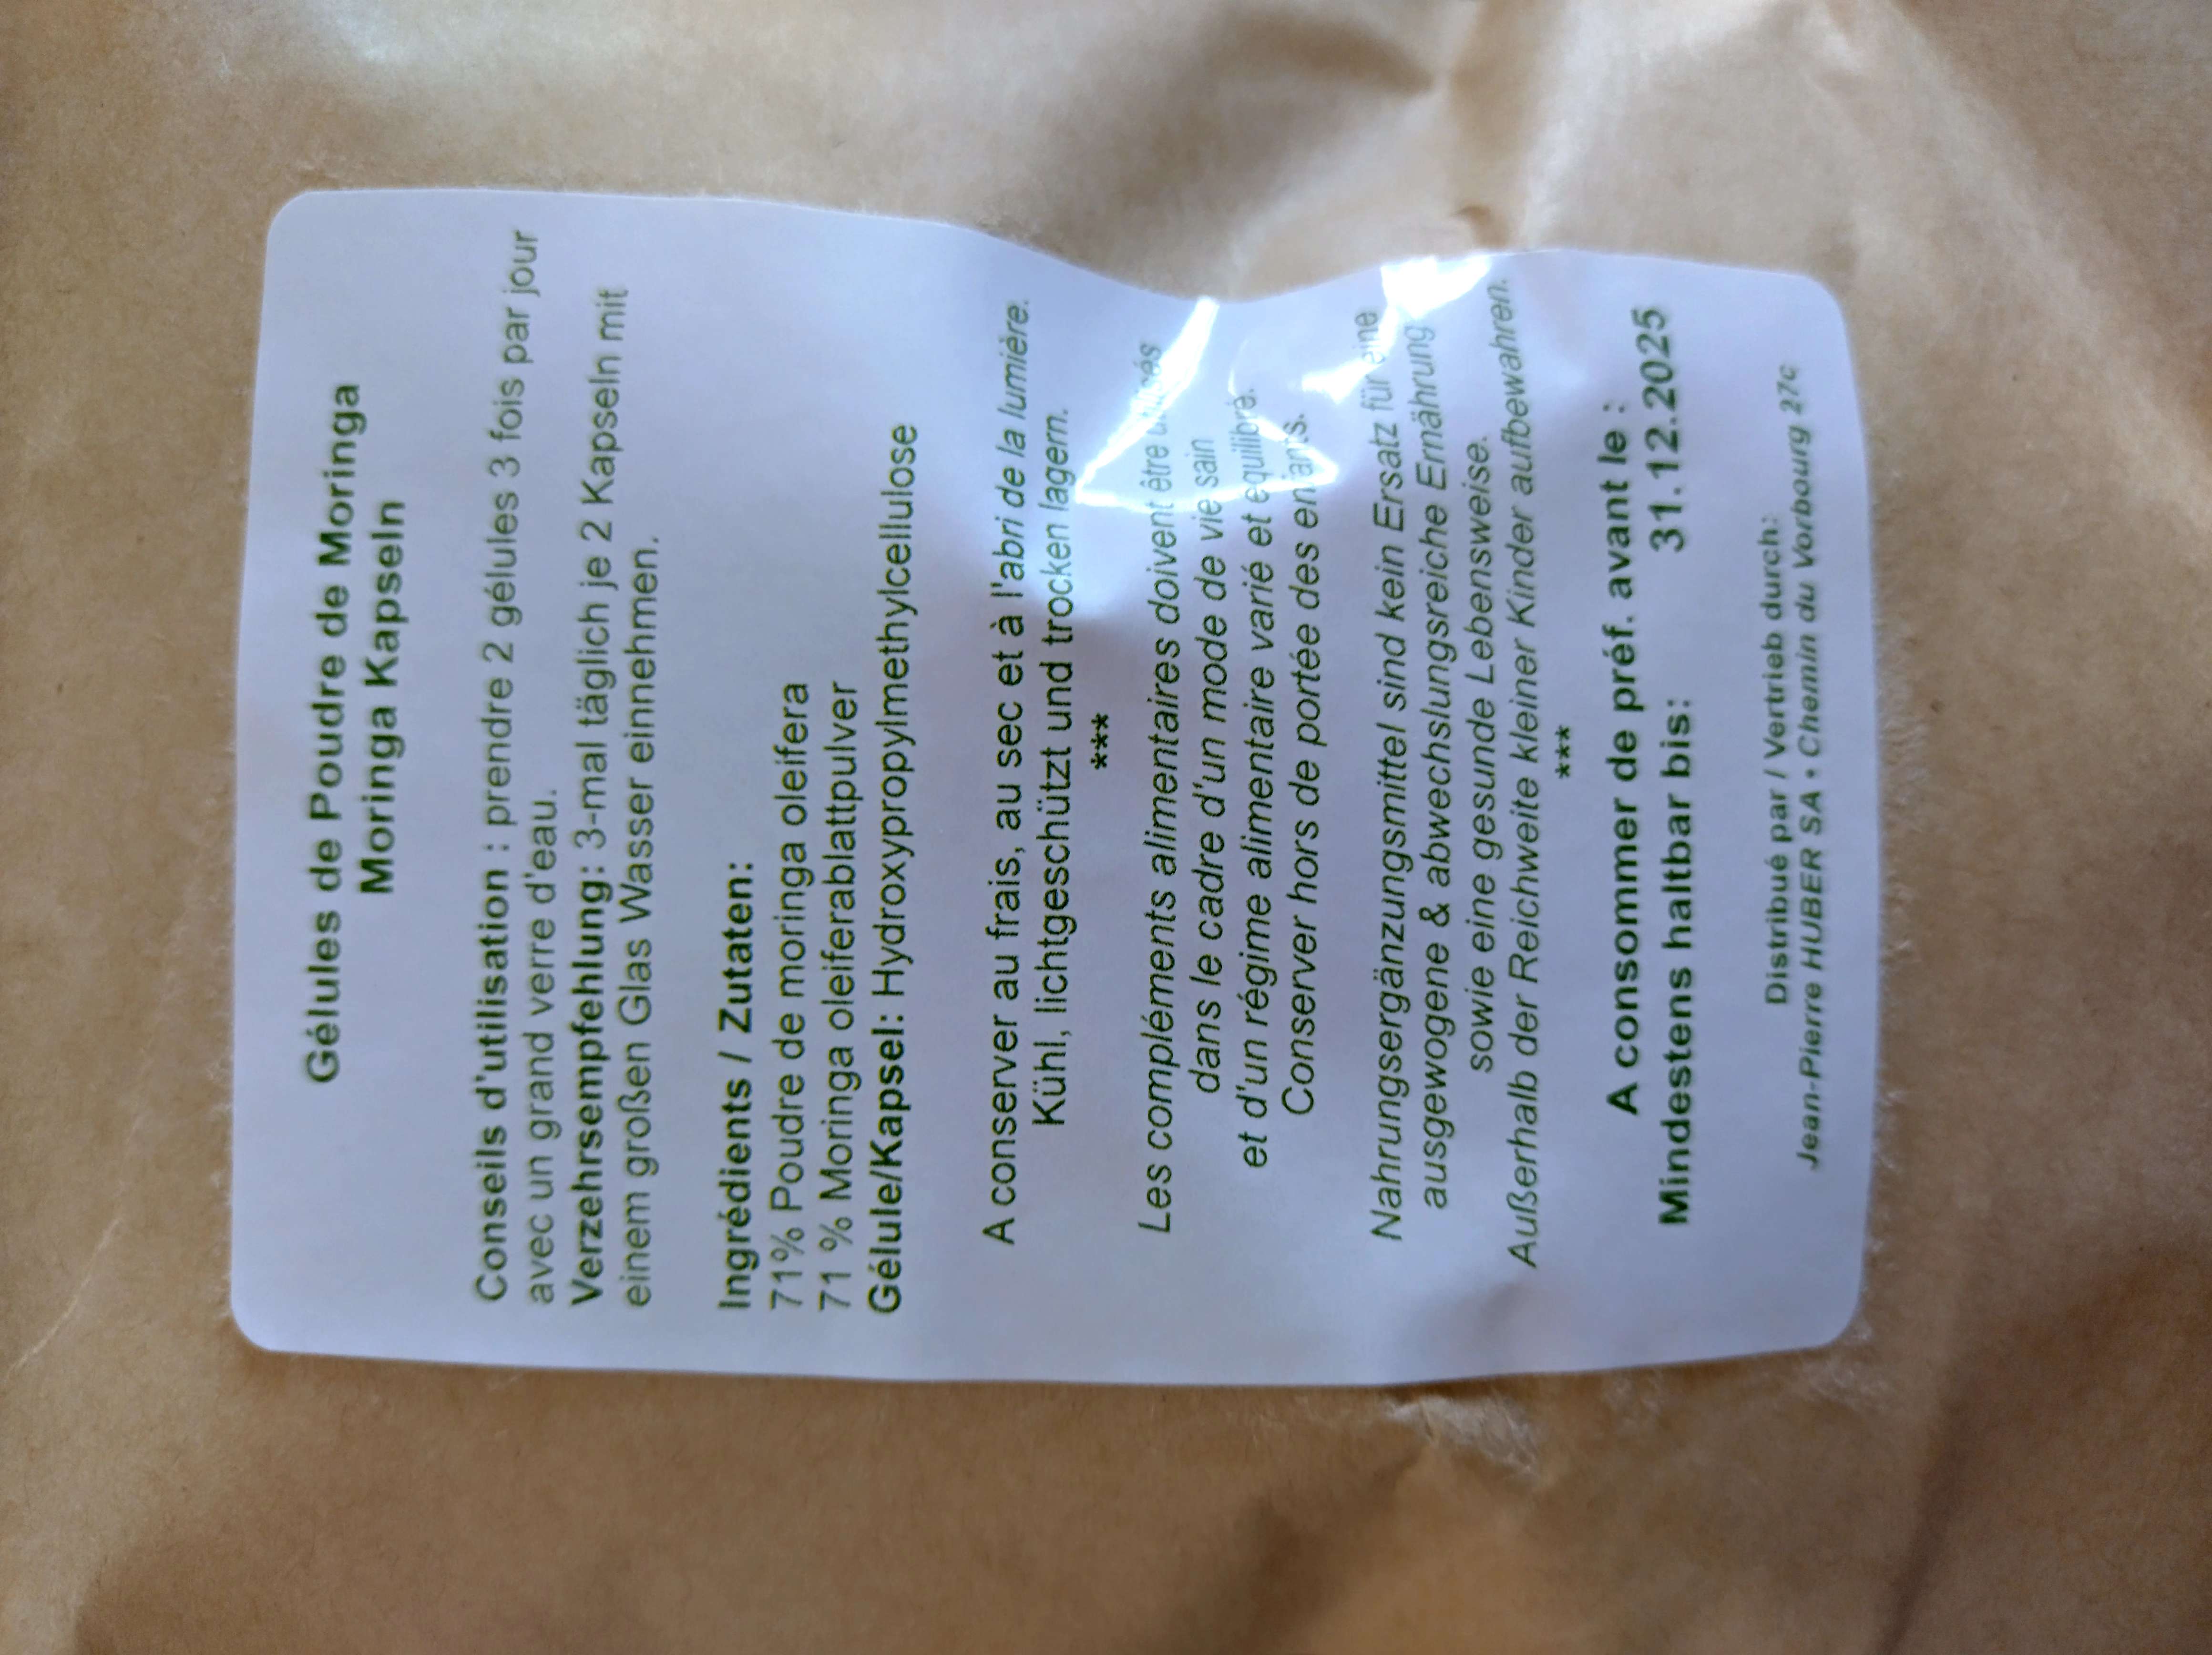 Gélules de Poudre de Moringa
Moringa Kapseln
Conseils d'utilisation : prendre 2 gélules 3 fois par jour
avec un grand verre d'eau.
Verzehrsempfehlung: 3-mal täglich je 2 Kapseln mit
einem großen Glas Wasser einnehmen.
Ingrédients / Zutaten:
71% Poudre de moringa oleifera
71 % Moringa oleiferablattpulver
Gélule/Kapsel: Hydroxypropylmethylcellulose
A conserver au frais, au sec et à l'abri de la lumière.
Kühl, lichtgeschützt und trocken lagern.
***
Les compléments alimentaires doivent être utilisés
dans le cadre d'un mode de vie sain
et d'un régime alimentaire varié et équilibré.
Conserver hors de portée des enfants.
Nahrungsergänzungsmittel sind kein Ersatz für eine
ausgewogene & abwechslungsreiche Ernährung
sowie eine gesunde Lebensweise.
Außerhalb der Reichweite kleiner Kinder aufbewahren.
***
A consommer de préf. avant le :
Mindestens haltbar bis: 31.12.2025
Distribué par / Vertrieb durch:
Jean-Pierre HUBER SA • Chemin du Vorbourg 27c